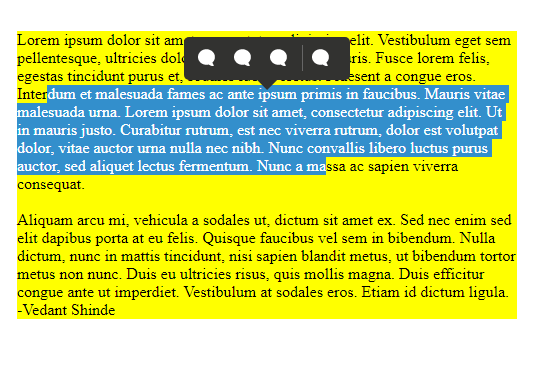 Lorem ipsum dolor sit elit. Vestibulum eget sem
pellentesque, ultricies Fusce lorem felis,
egestas tincidunt purus et, a congue eros.
Interdum et malesuada fames ac ante ipsum primis in faucibus. Mauris vitae
malesuada urna. Lorem ipsum dolor sit amet, consectetur adipiscing elit. Ut
in mauris justo. Curabitur rutrum, est nec viverra rutrum, dolor est volutpat
dolor, vitae auctor urna nulla nec nibh. Nunc convallis libero luctus purus
auctor, sed aliquet lectus fermentum. Nunc a massa ac sapien viverra
consequat.
Aliquam arcu mi, vehicula a sodales ut, dictum sit amet ex. Sed nec enim sed
elit dapibus porta at eu felis. Quisque faucibus vel sem in bibendum. Nulla
dictum, nunc in mattis tincidunt, nisi sapien blandit metus, ut bibendum tortor
metus non nunc. Duis eu ultricies risus, quis mollis magna. Duis efficitur
congue ante ut imperdiet. Vestibulum at sodales eros. Etiam id dictum ligula.
-Vedant Shinde